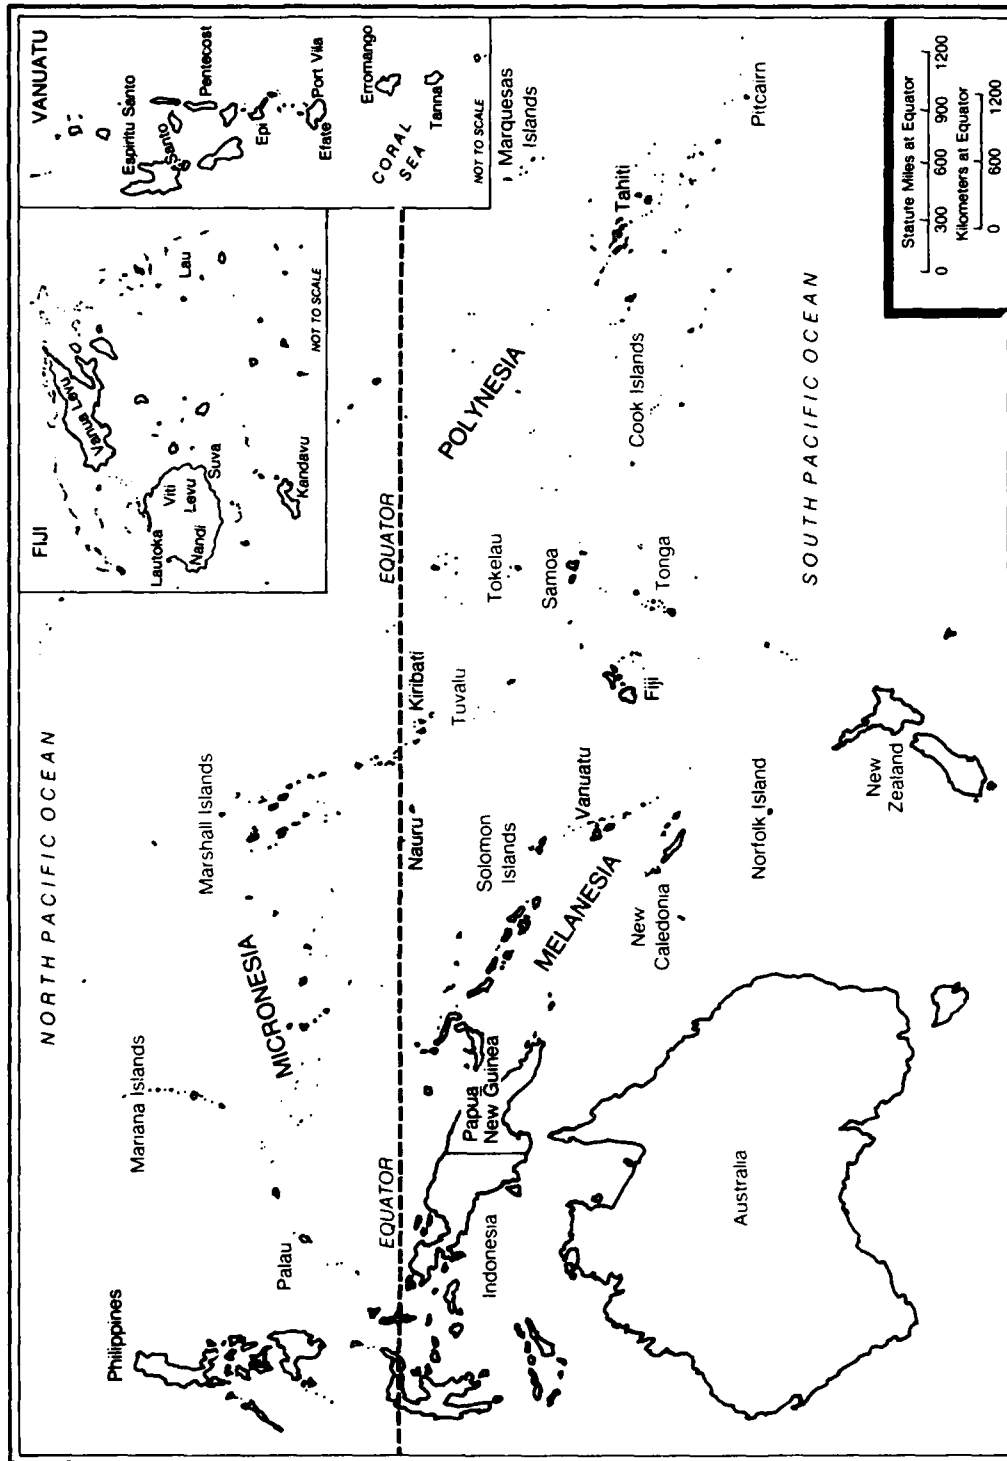 NORTH PACIFIC OCEAN
FIJI
Vanua Levu
Lautoka
Viti
Levu
Nandi
Suva
Lau
Kandavu
NOT TO SCALE
VANUATU
Espiritu Santo
Santo
Pentecost
Epi
Port Vila
Efate
Erromango
CORAL
SEA
Tanna
NOT TO SCALE
Philippines
Mariana Islands
Marshall Islands
Palau
MICRONESIA
EQUATOR
EQUATOR
Nauru
Kiribati
Tuvalu
Tokelau
POLYNESIA
Marquesas
Islands
Indonesia
Papua
New Guinea
Solomon
Islands
MELANESIA
Vanuatu
Samoa
Fiji
Tonga
Cook Islands
Tahiti
New
Caledonia
Australia
Norfolk Island
Pitcairn
SOUTH PACIFIC OCEAN
New
Zealand
Statute Miles at Equator
0 300 600 900 1200
Kilometers at Equator
0 600 1200